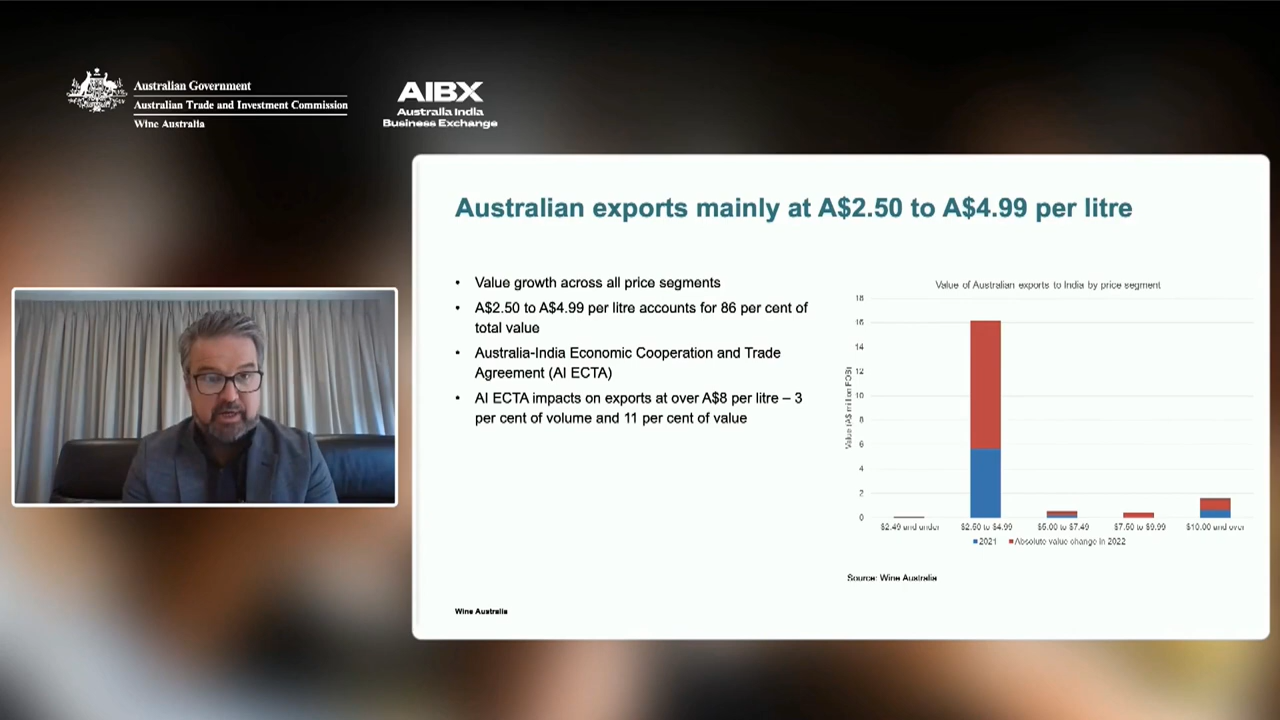 Australian Government
Australian Trade and Investment Commission
Wine Australia
AIBX
Australia India
Business Exchange
Australian exports mainly at A$2.50 to A$4.99 per litre
• Value growth across all price segments
• A$2.50 to A$4.99 per litre accounts for 86 per cent of
total value
• Australia-India Economic Cooperation and Trade
Agreement (AI ECTA)
• AI ECTA impacts on exports at over A$8 per litre – 3
per cent of volume and 11 per cent of value
Value of Australian exports to India by price segment
Value (A$ million FOB)
18
16
14
12
10
8
6
4
2
0
$2.49 and under $2.50 to $4.99 $5.00 to $7.49 $7.50 to $9.99 $10.00 and over
2021 Absolute value change in 2022
Source: Wine Australia
Wine Australia